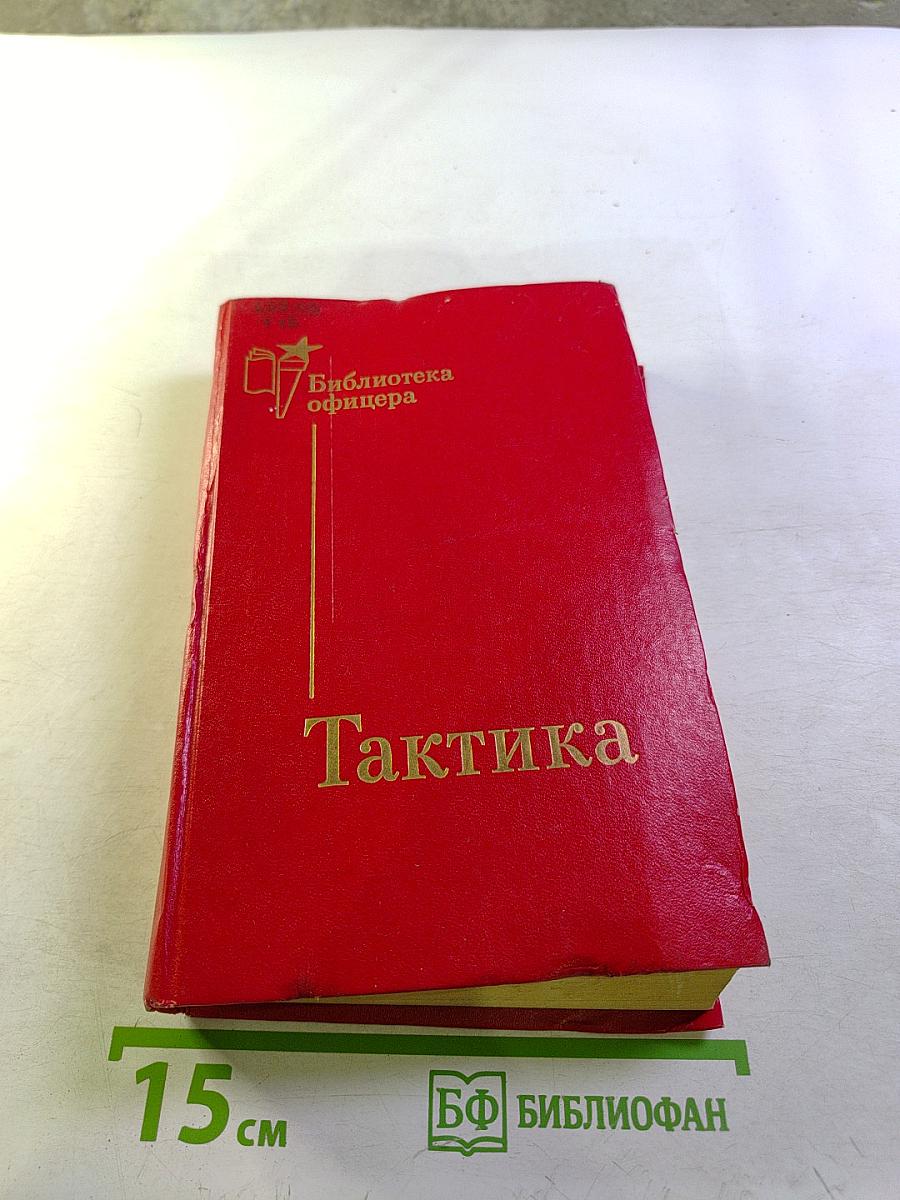 Библиотека
офицера
Тактика
15 см
БФ БИБЛИОФАН